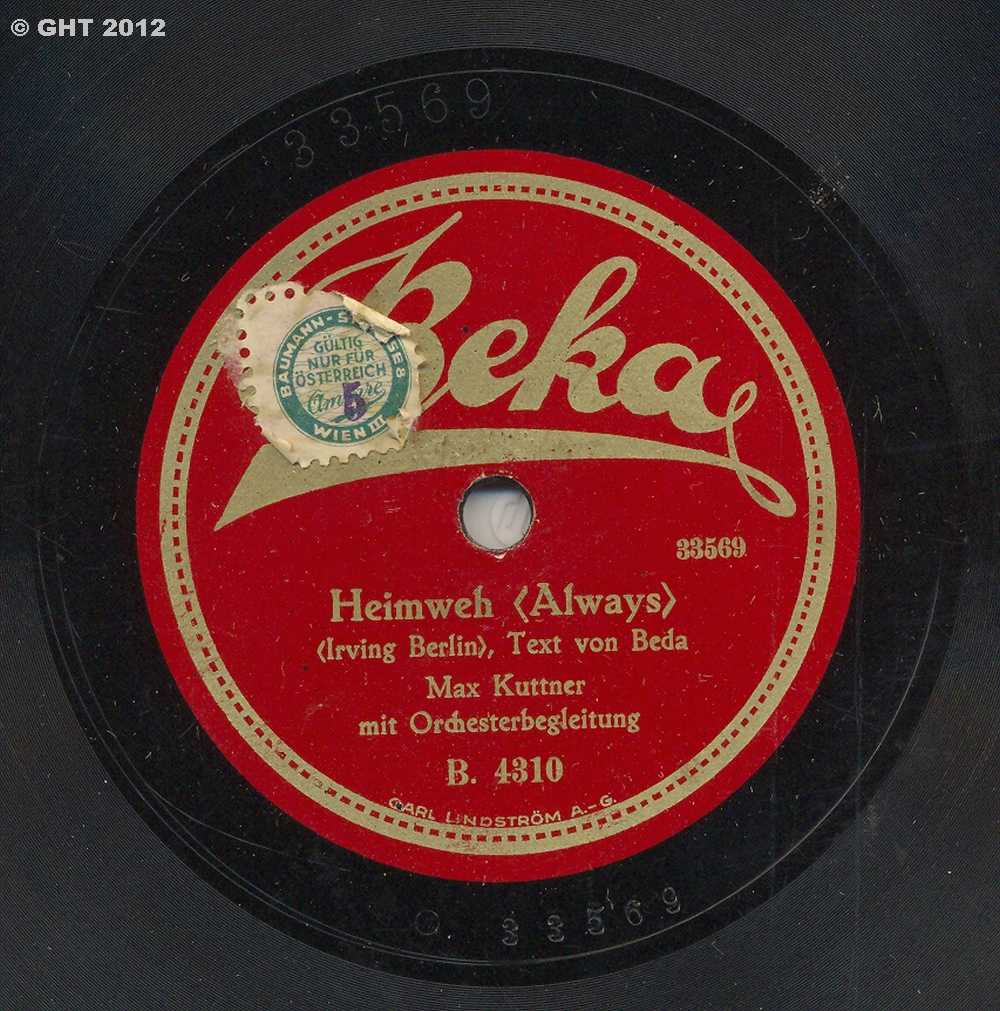 © GHT 2012
33569
Beka
BAUMANN-
GÜLTIG
NUR FÜR
ÖSTERREICH
5
WIEN III
33569
Heimweh ‹Always›
‹Irving Berlin›, Text von Beda
Max Kuttner
mit Orchesterbegleitung
B. 4310
CARL LINDSTRÖM A.-G.
33569